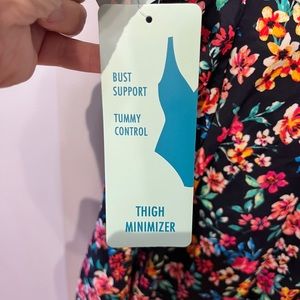 BUST
SUPPORT
TUMMY
CONTROL
THIGH
MINIMIZER